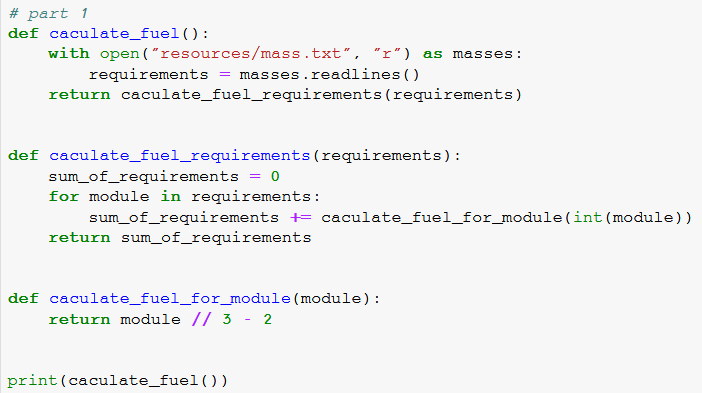 # part 1
def caculate_fuel():
    with open("resources/mass.txt", "r") as masses:
        requirements = masses.readlines()
    return caculate_fuel_requirements(requirements)


def caculate_fuel_requirements(requirements):
    sum_of_requirements = 0
    for module in requirements:
        sum_of_requirements += caculate_fuel_for_module(int(module))
    return sum_of_requirements


def caculate_fuel_for_module(module):
    return module // 3 - 2


print(caculate_fuel())